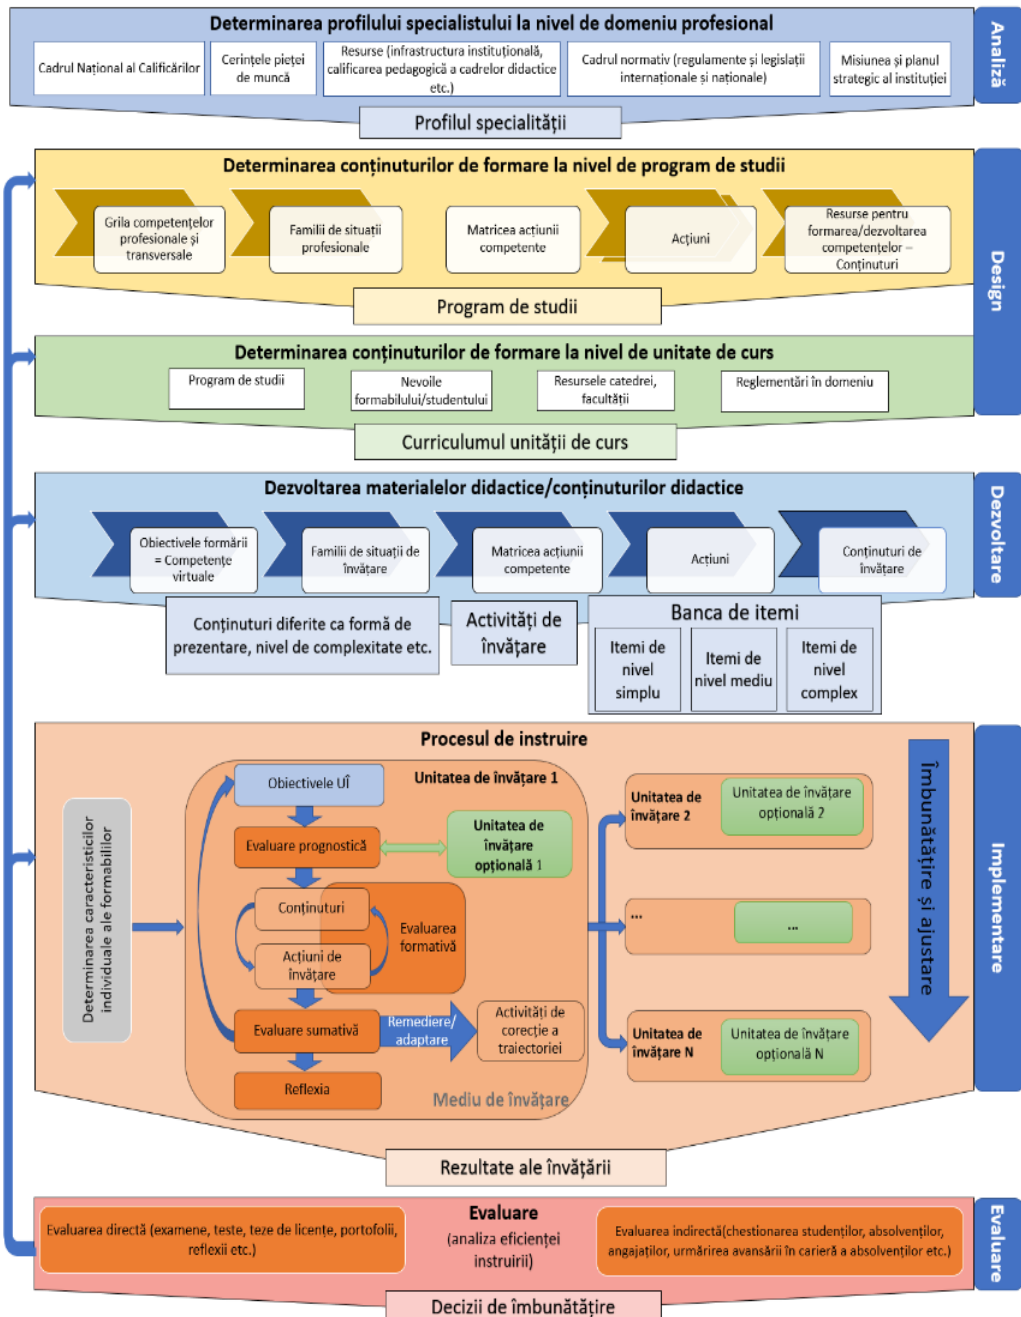 Determinarea profilului specialistului la nivel de domeniu profesional
Cadrul Național al Calificărilor
Cerințele pieței de
muncă
Resurse (infrastructura instituțională,
calificarea pedagogică a cadrelor didactice
etc.)
Cadrul normativ (regulamente și legislații
internaționale și naționale)
Misiunea și planul
strategic al instituției
Profilul specialității
Analiză
Determinarea conținuturilor de formare la nivel de program de studii
Grila competențelor
profesionale și
transversale
Familii de situații
profesionale
Matricea acțiunii
competente
Acțiuni
Resurse pentru
formarea/dezvoltarea
competențelor –
Conținuturi
Program de studii
Design
Determinarea conținuturilor de formare la nivel de unitate de curs
Program de studii
Nevoile
formabilului/studentului
Resursele catedrei,
facultății
Reglementări în domeniu
Curriculumul unității de curs
Dezvoltarea materialelor didactice/conținuturilor didactice
Obiectivele formării
= Competențe
virtuale
Familii de situații de
învățare
Matricea acțiunii
competente
Acțiuni
Conținuturi de
învățare
Dezvoltare
Conținuturi diferite ca formă de
prezentare, nivel de complexitate etc.
Activități de
învățare
Banca de itemi
Itemi de
nivel
simplu
Itemi de
nivel mediu
Itemi de
nivel
complex
Procesul de instruire
Determinarea caracteristicilor
individuale ale formabililor
Obiectivele UÎ
Unitatea de învățare 1
Evaluare prognostică
Unitatea de
învățare
opțională 1
Conținuturi
Evaluarea
formativă
Acțiuni de
învățare
Evaluare sumativă
Remediere/
adaptare
Activități de
corecție a
traiectoriei
Reflexia
Mediu de învățare
Unitatea de
învățare 2
Unitatea de învățare
opțională 2
...
...
Unitatea de
învățare N
Unitatea de învățare
opțională N
Îmbunătățire și ajustare
Implementare
Rezultate ale învățării
Evaluarea directă (examene, teste, teze de licențe, portofolii,
reflexii etc.)
Evaluare
(analiza eficienței
instruirii)
Evaluarea indirectă(chestionarea studenților, absolvenților,
angajaților, urmărirea avansării în carieră a absolvenților etc.)
Evaluare
Decizii de îmbunătățire